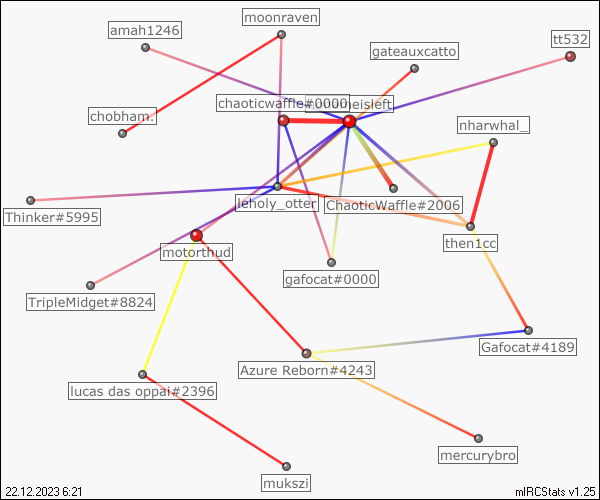 moonraven
amah1246
tt532
gateauxcatto
chaoticwaffle#0000
meisleft
chobham.
nharwhal_
leholy_otter
ChaoticWaffle#2006
Thinker#5995
then1cc
motorthud
gafocat#0000
TripleMidget#8824
Gafocat#4189
Azure Reborn#4243
lucas das oppai#2396
mercurybro
mukszi
22.12.2023 6:21
mIRCStats v1.25